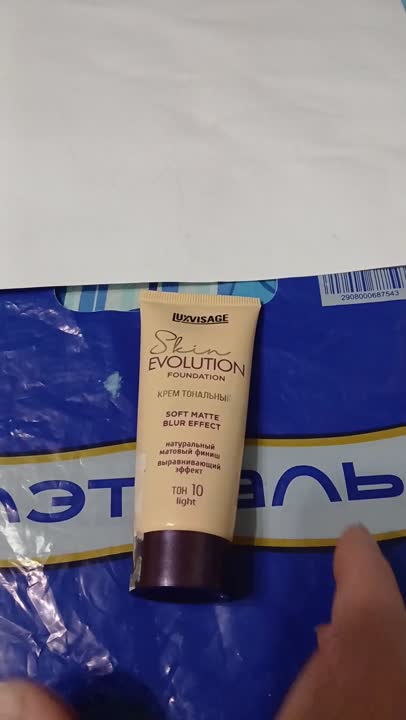 2908000687543
LUXVISAGE
Skin
EVOLUTION
FOUNDATION
КРЕМ ТОНАЛЬНЫЙ
SOFT MATTE
BLUR EFFECT
натуральный
матовый финиш
выравнивающий
эффект
ТОН 10
light